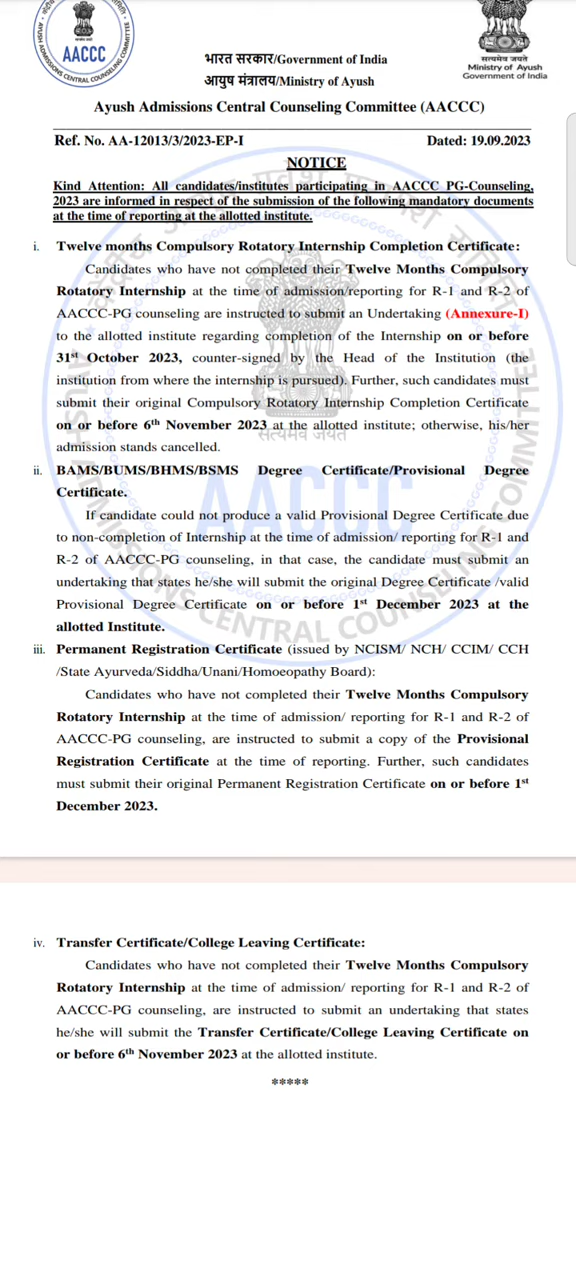 AYUSH ADMISSIONS CENTRAL COUNSELING COMMITTEE
AACCC
भारत सरकार/Government of India
आयुष मंत्रालय/Ministry of Ayush
सत्यमेव जयते
Ministry of Ayush
Government of India
Ayush Admissions Central Counseling Committee (AACCC)
Ref. No. AA-12013/3/2023-EP-I Dated: 19.09.2023
NOTICE
Kind Attention: All candidates/institutes participating in AACCC PG-Counseling,
2023 are informed in respect of the submission of the following mandatory documents
at the time of reporting at the allotted institute.
i. Twelve months Compulsory Rotatory Internship Completion Certificate:
Candidates who have not completed their Twelve Months Compulsory
Rotatory Internship at the time of admission/reporting for R-1 and R-2 of
AACCC-PG counseling are instructed to submit an Undertaking (Annexure-I)
to the allotted institute regarding completion of the Internship on or before
31st October 2023, counter-signed by the Head of the Institution (the
institution from where the internship is pursued). Further, such candidates must
submit their original Compulsory Rotatory Internship Completion Certificate
on or before 6th November 2023 at the allotted institute; otherwise, his/her
admission stands cancelled.
ii. BAMS/BUMS/BHMS/BSMS Degree Certificate/Provisional Degree
Certificate.
If candidate could not produce a valid Provisional Degree Certificate due
to non-completion of Internship at the time of admission/ reporting for R-1 and
R-2 of AACCC-PG counseling, in that case, the candidate must submit an
undertaking that states he/she will submit the original Degree Certificate /valid
Provisional Degree Certificate on or before 1st December 2023 at the
allotted Institute.
iii. Permanent Registration Certificate (issued by NCISM/ NCH/ CCIM/ CCH
/State Ayurveda/Siddha/Unani/Homoeopathy Board):
Candidates who have not completed their Twelve Months Compulsory
Rotatory Internship at the time of admission/ reporting for R-1 and R-2 of
AACCC-PG counseling, are instructed to submit a copy of the Provisional
Registration Certificate at the time of reporting. Further, such candidates
must submit their original Permanent Registration Certificate on or before 1st
December 2023.
iv. Transfer Certificate/College Leaving Certificate:
Candidates who have not completed their Twelve Months Compulsory
Rotatory Internship at the time of admission/ reporting for R-1 and R-2 of
AACCC-PG counseling, are instructed to submit an undertaking that states
he/she will submit the Transfer Certificate/College Leaving Certificate on
or before 6th November 2023 at the allotted institute.
*****